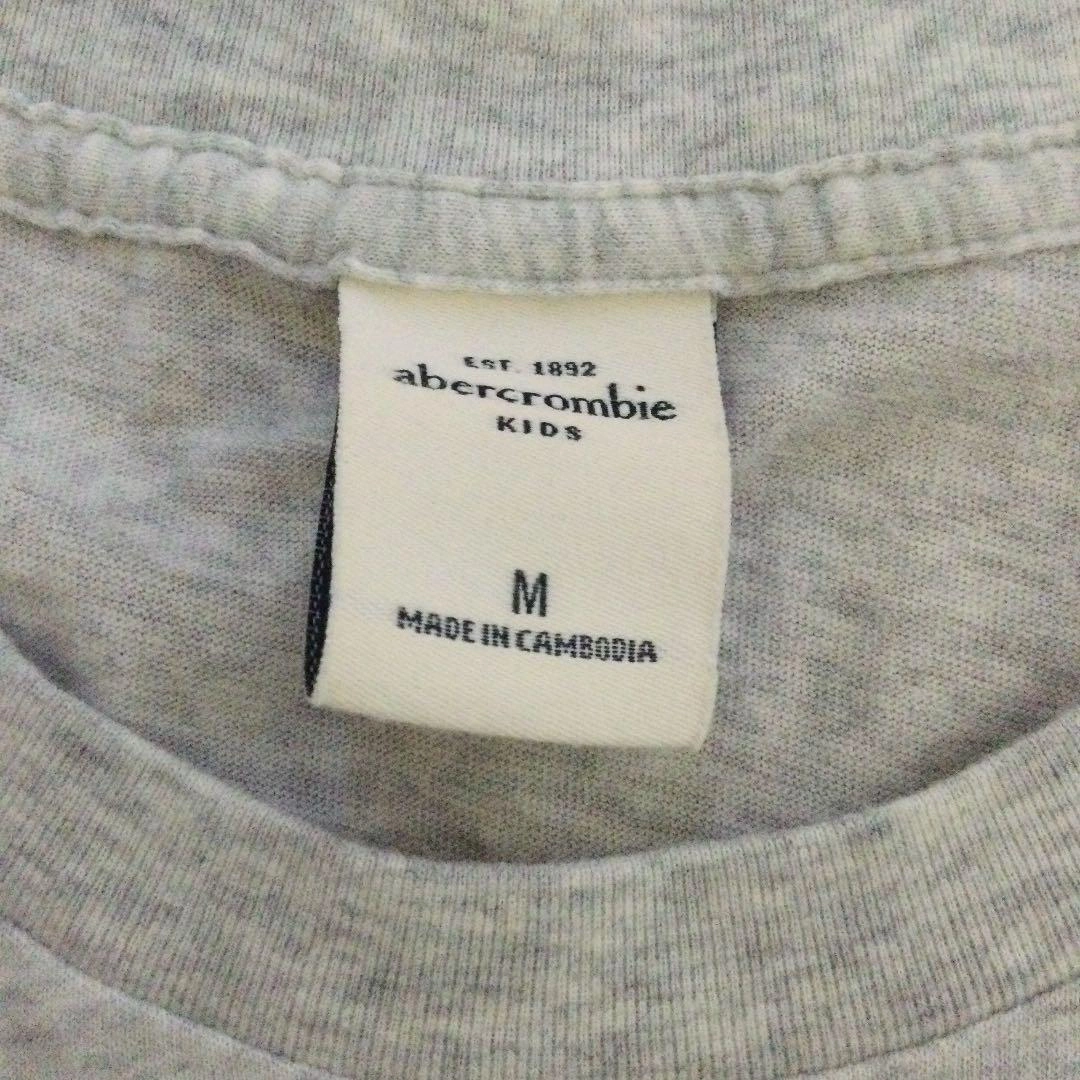 EST. 1892
abercrombie
KIDS
M
MADE IN CAMBODIA